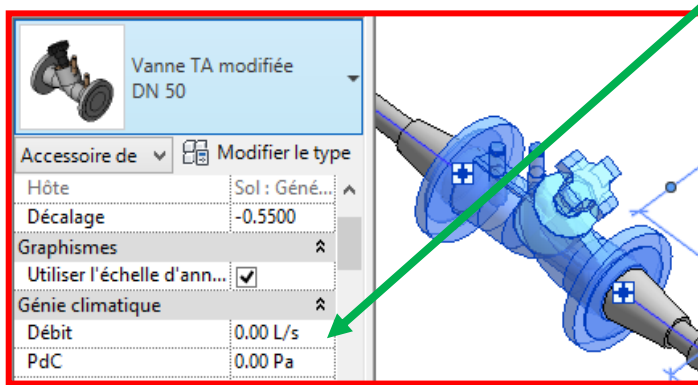 Vanne TA modifiée
DN 50
Accessoire de Modifier le type
Hôte Sol : Géné...
Décalage -0.5500
Graphismes
Utiliser l'échelle d'ann...
Génie climatique
Débit 0.00 L/s
PdC 0.00 Pa